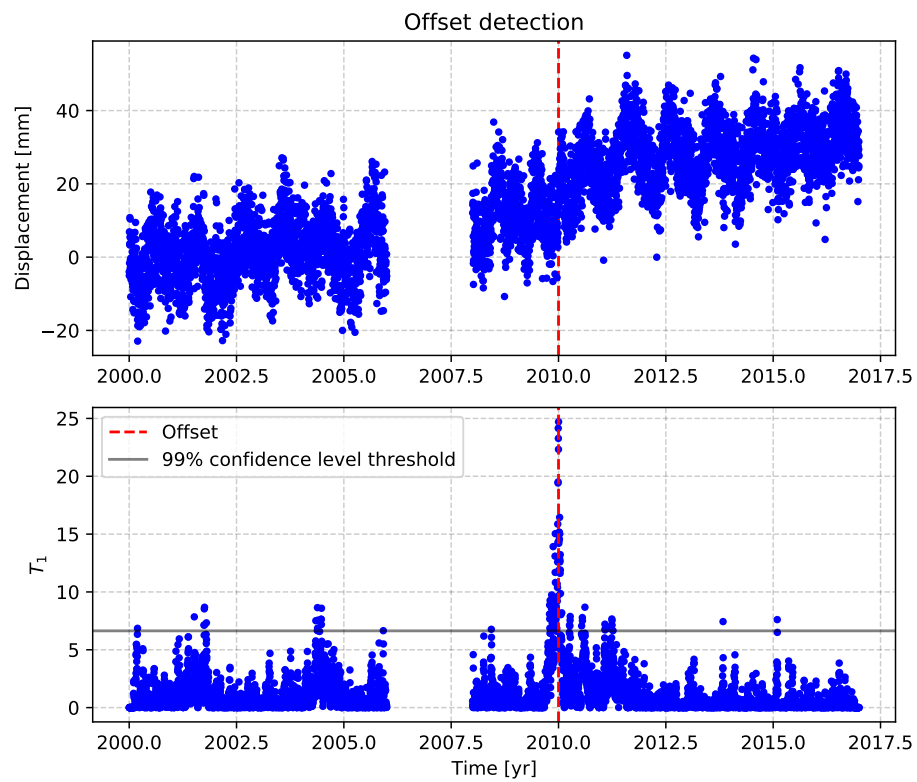 Offset detection
Displacement [mm]
40
20
0
−20
2000.0 2002.5 2005.0 2007.5 2010.0 2012.5 2015.0 2017.5
25
20
15
10
5
0
T₁
Offset
99% confidence level threshold
2000.0 2002.5 2005.0 2007.5 2010.0 2012.5 2015.0 2017.5
Time [yr]